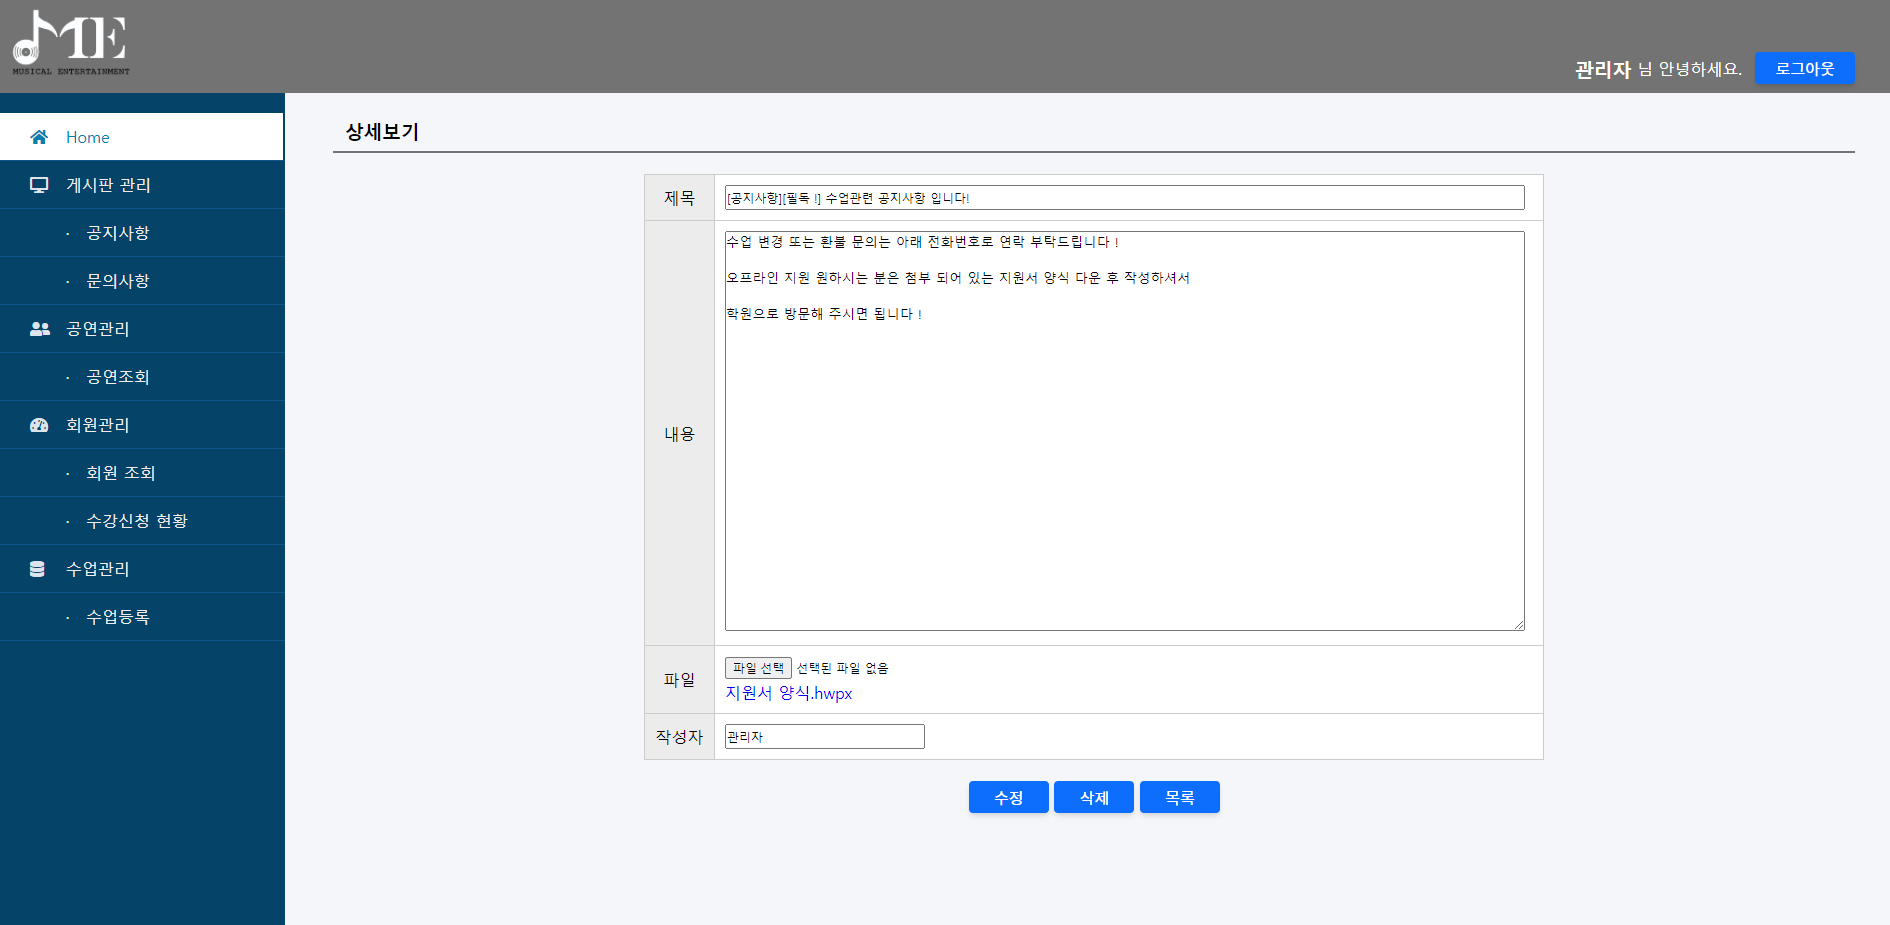 ME
MUSICAL ENTERTAINMENT
관리자 님 안녕하세요.
로그아웃
Home
게시판 관리
· 공지사항
· 문의사항
공연관리
· 공연조회
회원관리
· 회원 조회
· 수강신청 현황
수업관리
· 수업등록
상세보기
제목
[공지사항][필독 !] 수업관련 공지사항 입니다!
내용
수업 변경 또는 환불 문의는 아래 전화번호로 연락 부탁드립니다 !
오프라인 지원 원하시는 분은 첨부 되어 있는 지원서 양식 다운 후 작성하셔서
학원으로 방문해 주시면 됩니다 !
파일
파일 선택 선택된 파일 없음
지원서 양식.hwpx
작성자
관리자
수정 삭제 목록